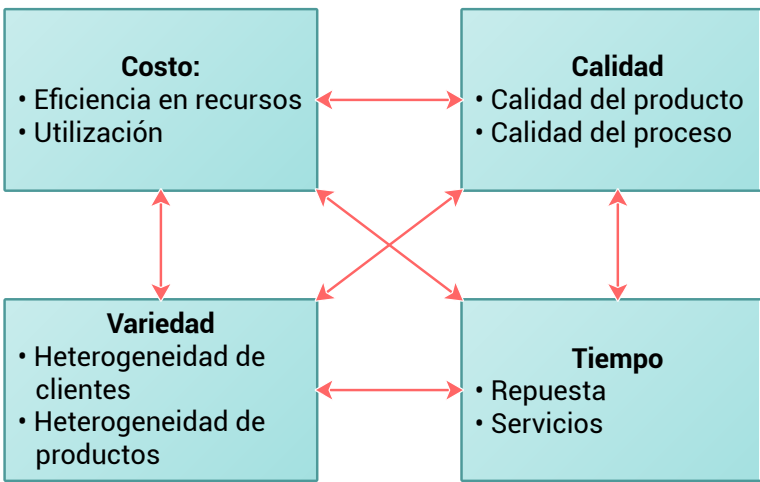 Costo:
• Eficiencia en recursos
• Utilización
Calidad
• Calidad del producto
• Calidad del proceso
Variedad
• Heterogeneidad de
clientes
• Heterogeneidad de
productos
Tiempo
• Repuesta
• Servicios